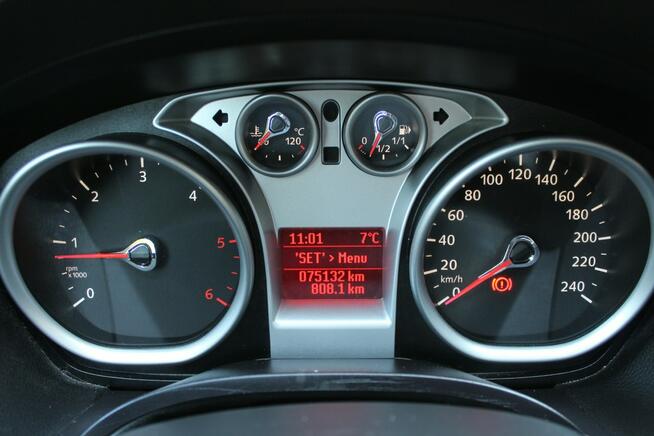 °C
60 120
0 1/2 1/1
3
2 4
1 5
rpm
x1000
0 6
11:01 7°C
'SET' > Menu
075132 km
808.1 km
100 120 140
80 160
60 180
40 200
20 220
km/h
0 240